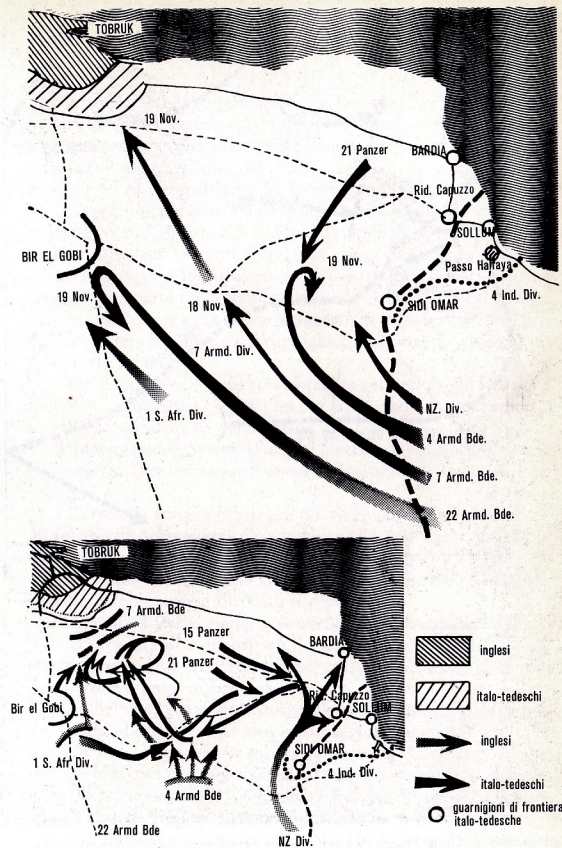 TOBRUK
19 Nov.
21 Panzer
BARDIA
Rid. Capuzzo
SOLLUM
BIR EL GOBI
19 Nov.
Passo Halfaya
19 Nov.
18 Nov.
SIDI OMAR
4 Ind. Div.
7 Armd. Div.
1 S. Afr. Div.
NZ. Div.
4 Armd Bde.
7 Armd. Bde.
22 Armd. Bde.
TOBRUK
7 Armd. Bde
15 Panzer
21 Panzer
BARDIA
Rid. Capuzzo
SOLLUM
Bir el Gobi
SIDI OMAR
1 S. Afr. Div.
4 Ind. Div.
4 Armd Bde
22 Armd Bde
NZ Div.
inglesi
italo-tedeschi
inglesi
italo-tedeschi
guarnigioni di frontiera
italo-tedesche